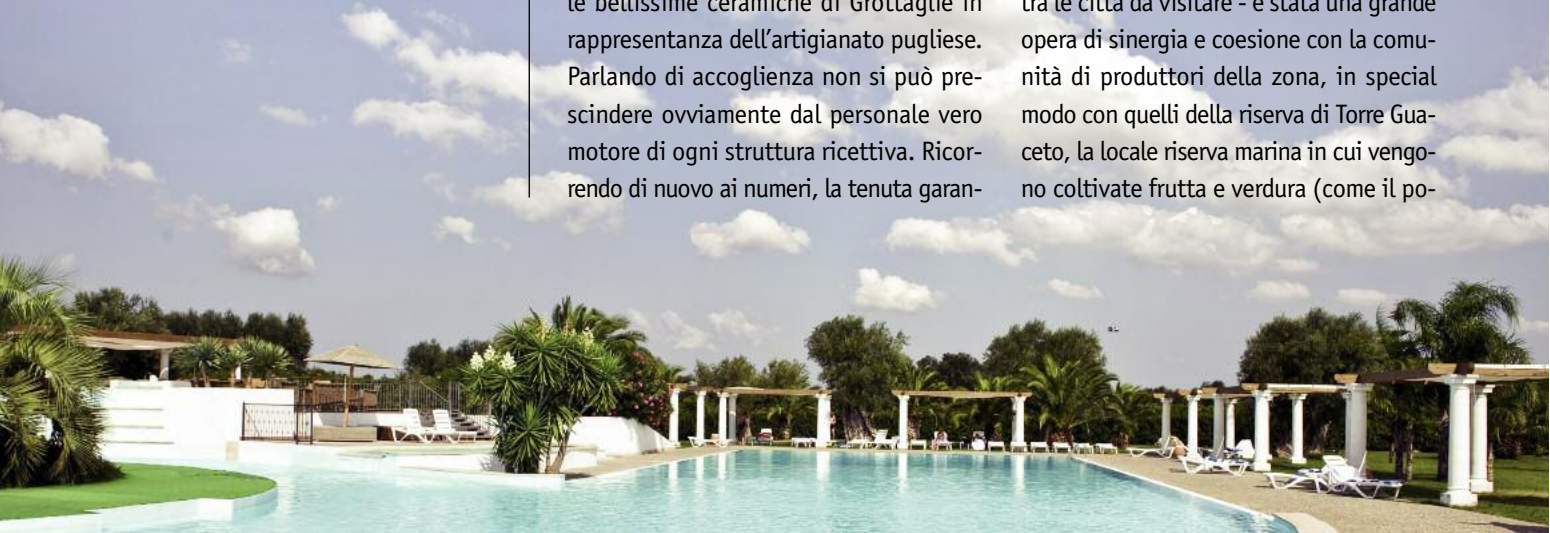 le bellissime ceramiche di Grottaglie in
rappresentanza dell’artigianato pugliese.
Parlando di accoglienza non si può pre-
scindere ovviamente dal personale vero
motore di ogni struttura ricettiva. Ricor-
rendo di nuovo ai numeri, la tenuta garan-
tra le città da visitare - è stata una grande
opera di sinergia e coesione con la comu-
nità di produttori della zona, in special
modo con quelli della riserva di Torre Gua-
ceto, la locale riserva marina in cui vengo-
no coltivate frutta e verdura (come il po-